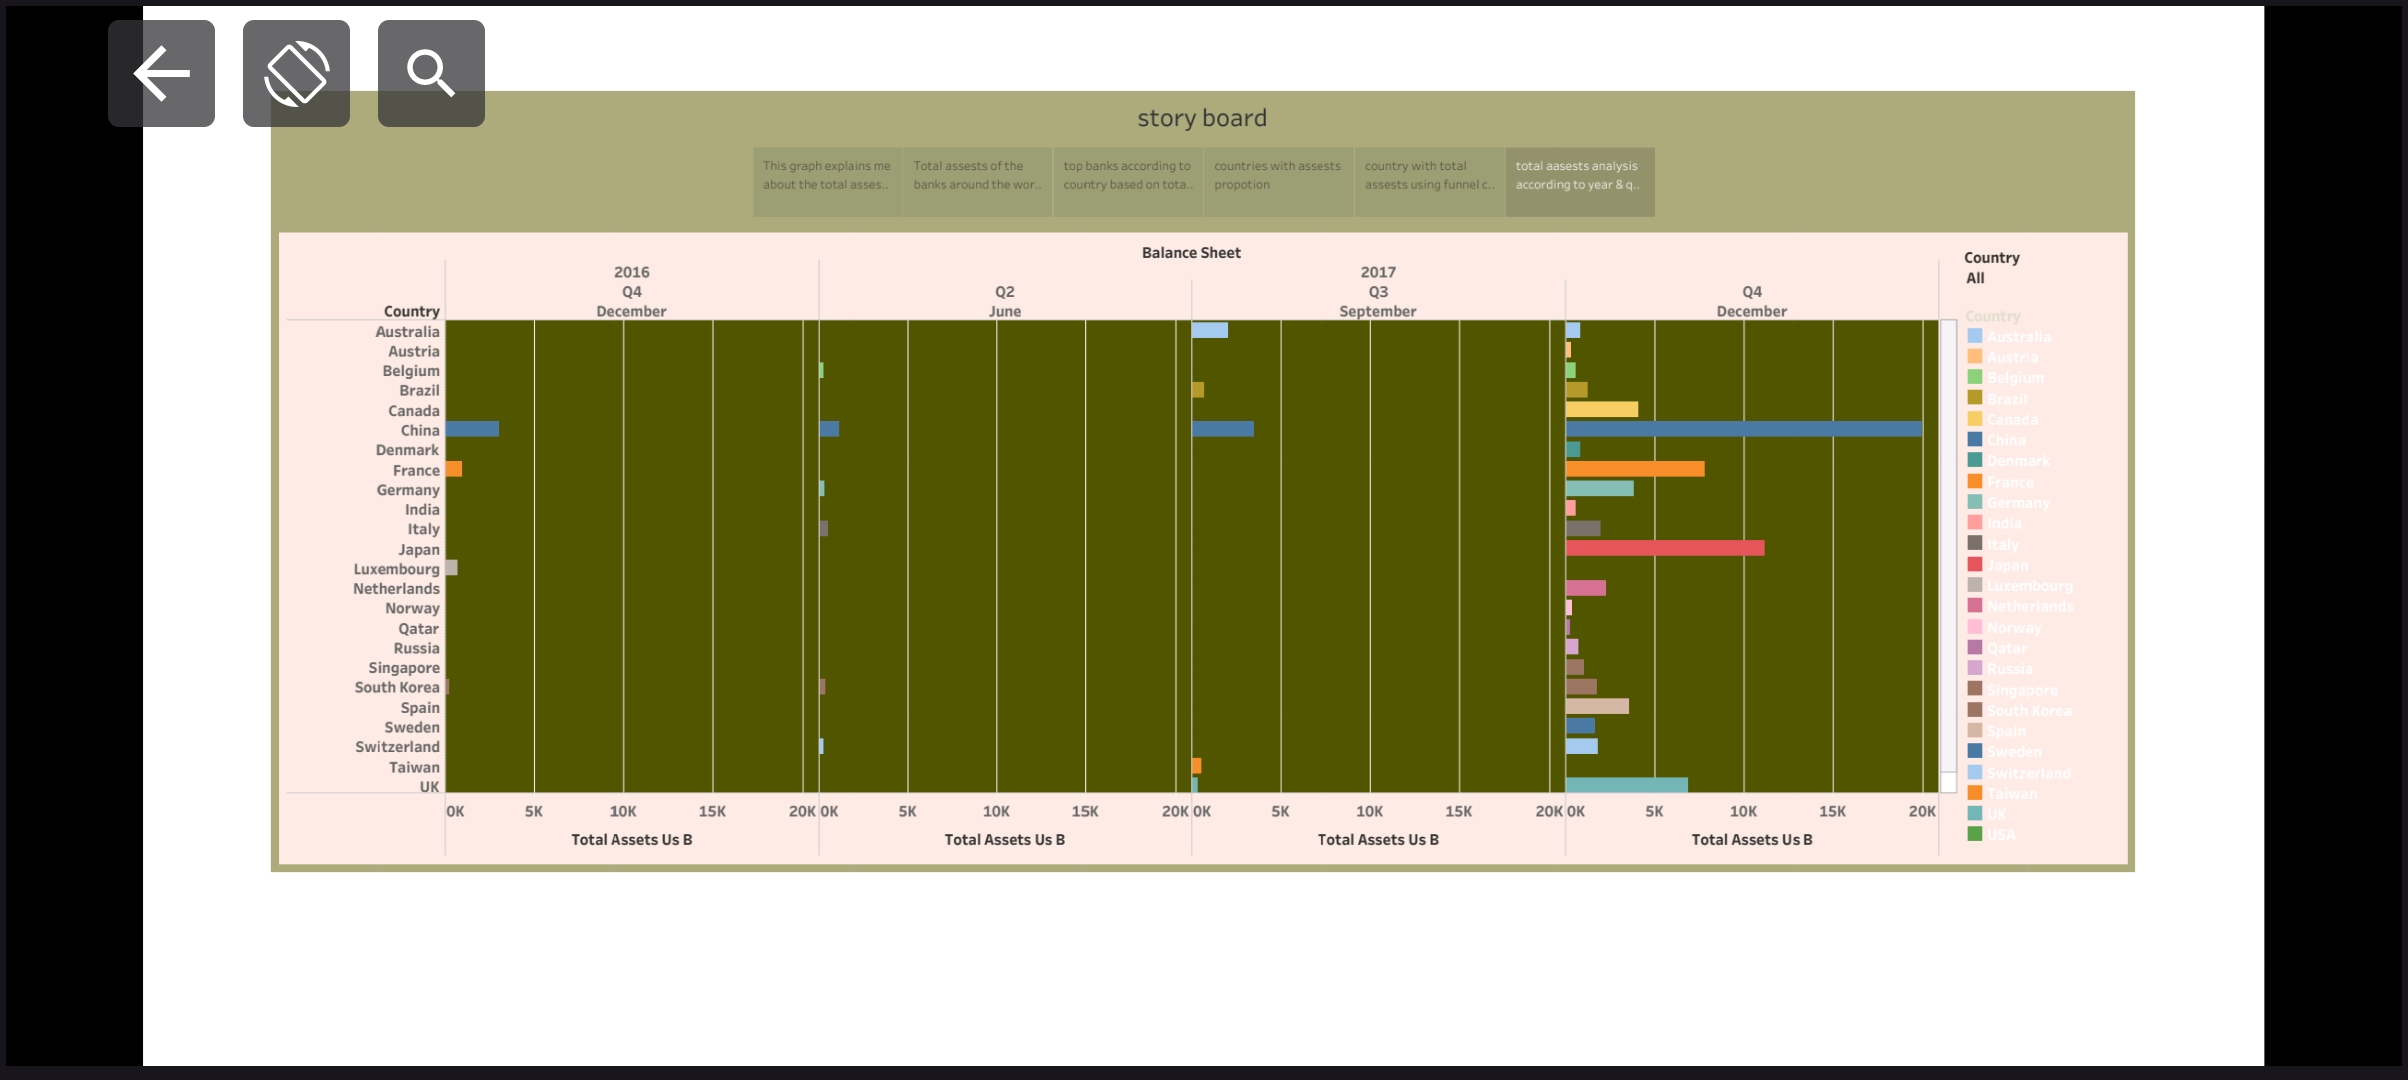 story board
This graph explains me
about the total asses..
Total assests of the
banks around the wor..
top banks according to
country based on tota..
countries with assests
propotion
country with total
assests using funnel c..
total aasests analysis
according to year & q..
Balance Sheet
2016
2017
Q4
Q2
Q3
Q4
Country
December
June
September
December
Australia
Austria
Belgium
Brazil
Canada
China
Denmark
France
Germany
India
Italy
Japan
Luxembourg
Netherlands
Norway
Qatar
Russia
Singapore
South Korea
Spain
Sweden
Switzerland
Taiwan
UK
0K 5K 10K 15K 20K 0K 5K 10K 15K 20K 0K 5K 10K 15K 20K 0K 5K 10K 15K 20K
Total Assets Us B
Total Assets Us B
Total Assets Us B
Total Assets Us B
Country
All
Country
Australia
Austria
Belgium
Brazil
Canada
China
Denmark
France
Germany
India
Italy
Japan
Luxembourg
Netherlands
Norway
Qatar
Russia
Singapore
South Korea
Spain
Sweden
Switzerland
Taiwan
UK
USA